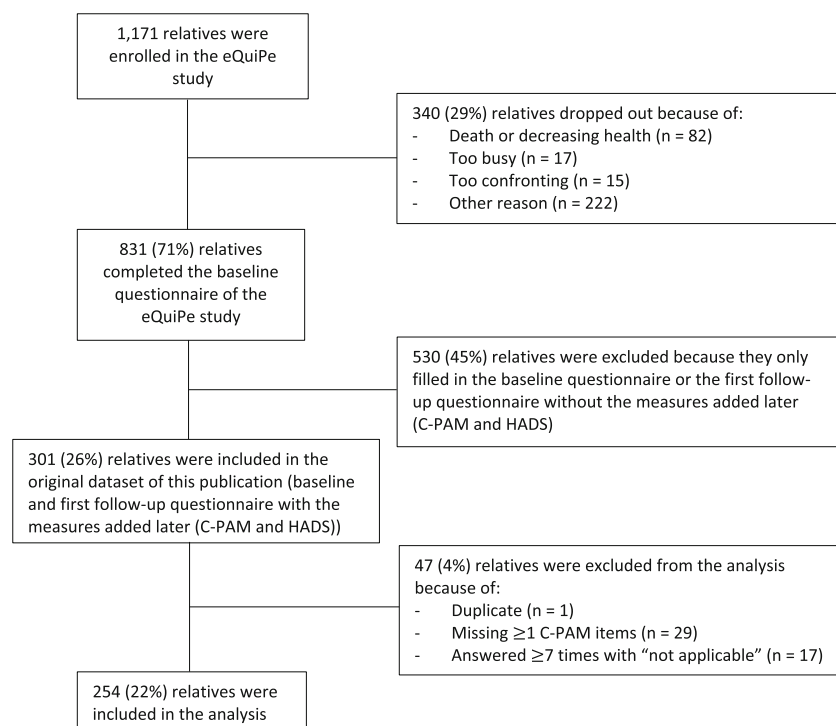 1,171 relatives were
enrolled in the eQuiPe
study
340 (29%) relatives dropped out because of:
- Death or decreasing health (n = 82)
- Too busy (n = 17)
- Too confronting (n = 15)
- Other reason (n = 222)
831 (71%) relatives
completed the baseline
questionnaire of the
eQuiPe study
530 (45%) relatives were excluded because they only
filled in the baseline questionnaire or the first follow-
up questionnaire without the measures added later
(C-PAM and HADS)
301 (26%) relatives were included in the
original dataset of this publication (baseline
and first follow-up questionnaire with the
measures added later (C-PAM and HADS))
47 (4%) relatives were excluded from the analysis
because of:
- Duplicate (n = 1)
- Missing ≥1 C-PAM items (n = 29)
- Answered ≥7 times with “not applicable” (n = 17)
254 (22%) relatives were
included in the analysis